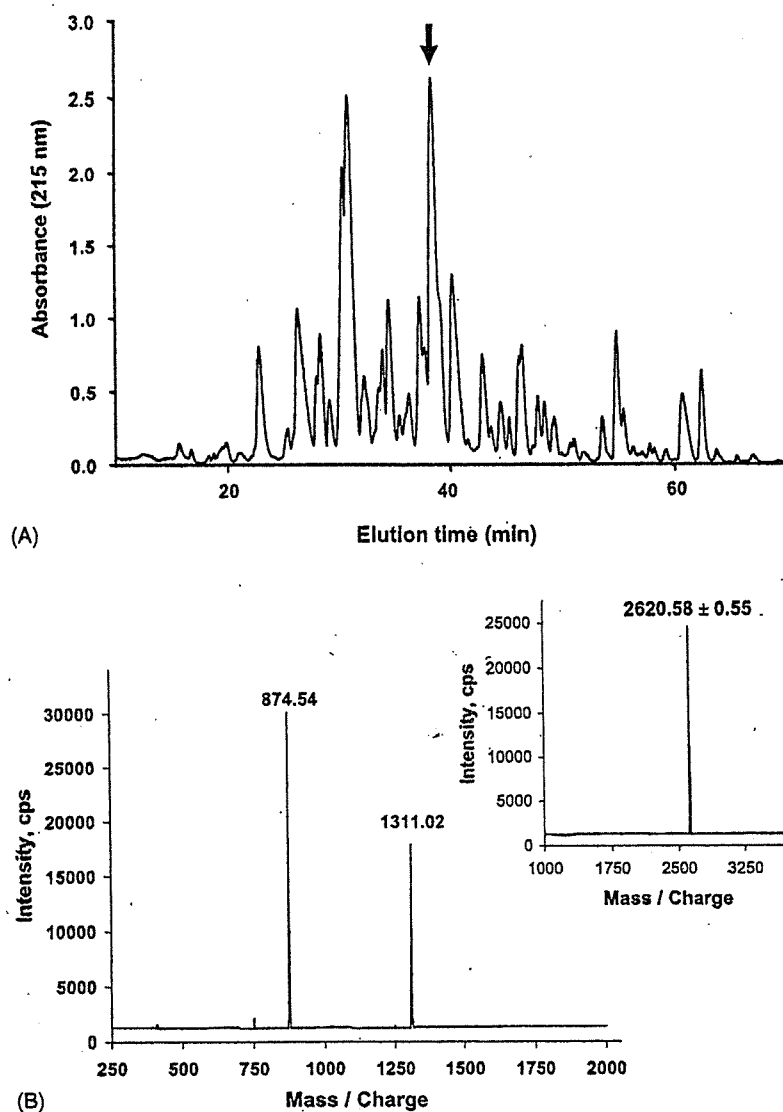 3.0
2.5
2.0
1.5
1.0
0.5
0.0
Absorbance (215 nm)
20 40 60
Elution time (min)
(A)
2620.58 ± 0.55
25000
20000
15000
10000
5000
0
Intensity, cps
1000 1750 2500 3250
Mass / Charge
874.54
1311.02
30000
25000
20000
15000
10000
5000
0
Intensity, cps
250 500 750 1000 1250 1500 1750 2000
Mass / Charge
(B)